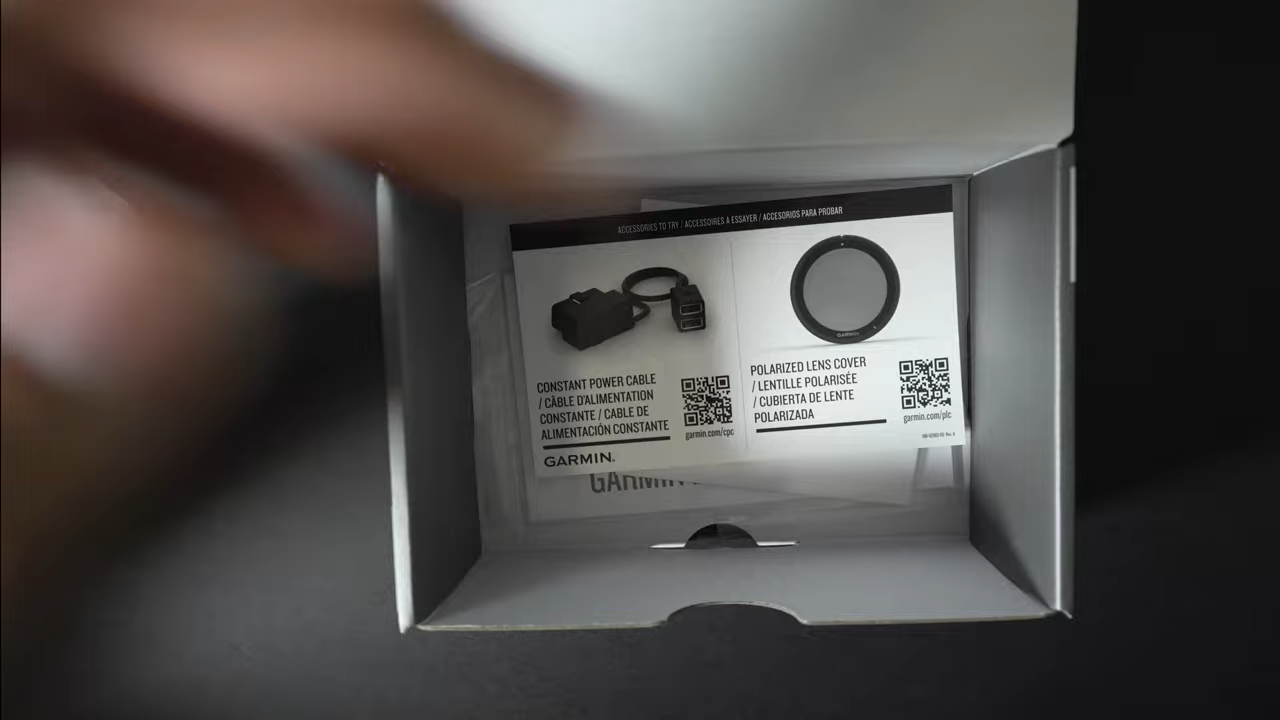 ACCESSORIES TO TRY / ACCESSOIRES À ESSAYER / ACCESORIOS PARA PROBAR
CONSTANT POWER CABLE
/ CÂBLE D'ALIMENTATION
CONSTANTE / CABLE DE
ALIMENTACIÓN CONSTANTE
garmin.com/cpc
GARMIN.
POLARIZED LENS COVER
/ LENTILLE POLARISÉE
/ CUBIERTA DE LENTE
POLARIZADA
garmin.com/plc
GARMIN
GARMIN